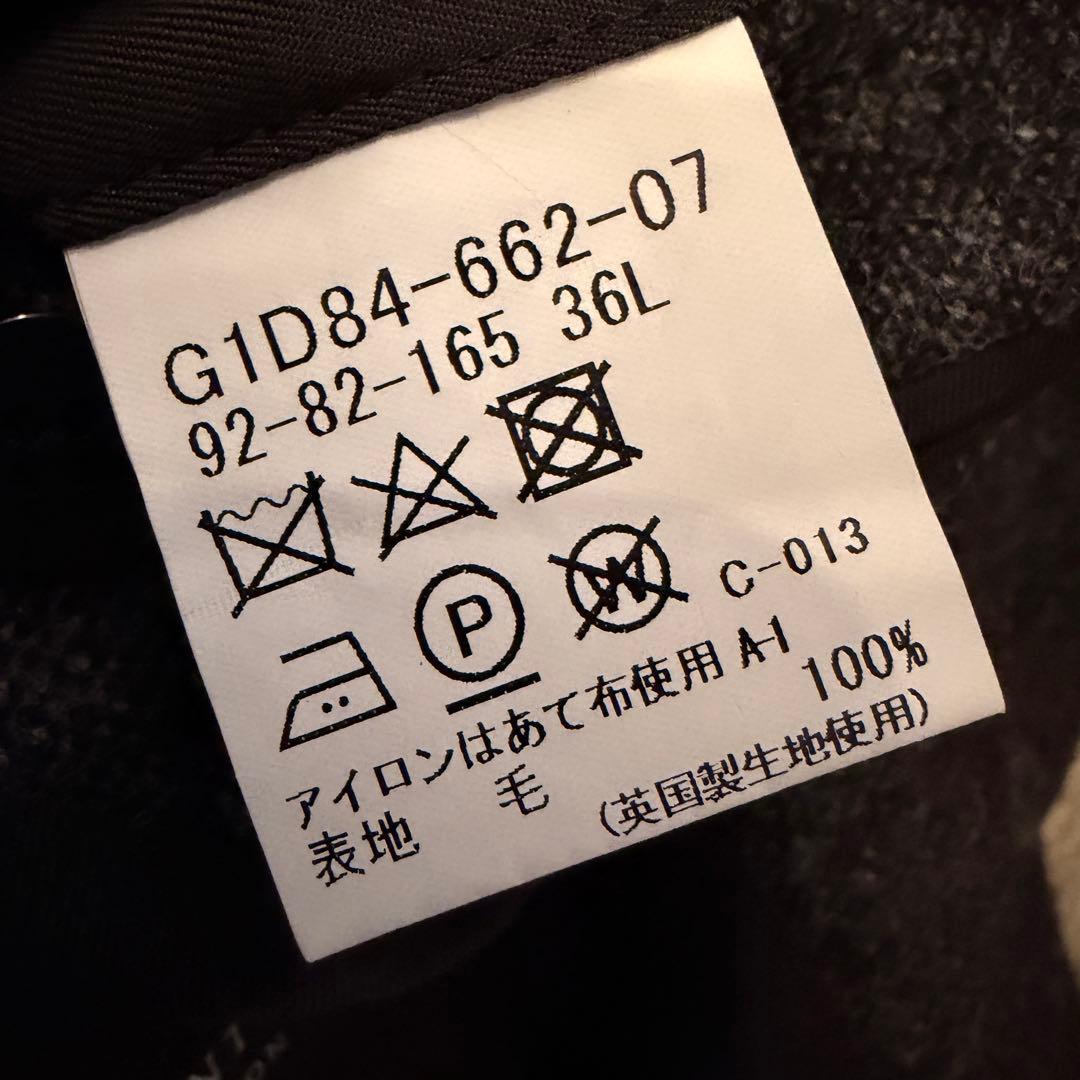 G1D84-662-07
92-82-165 36L
P W C-013
アイロンはあて布使用 A-1
表地 毛 100%
(英国製生地使用)